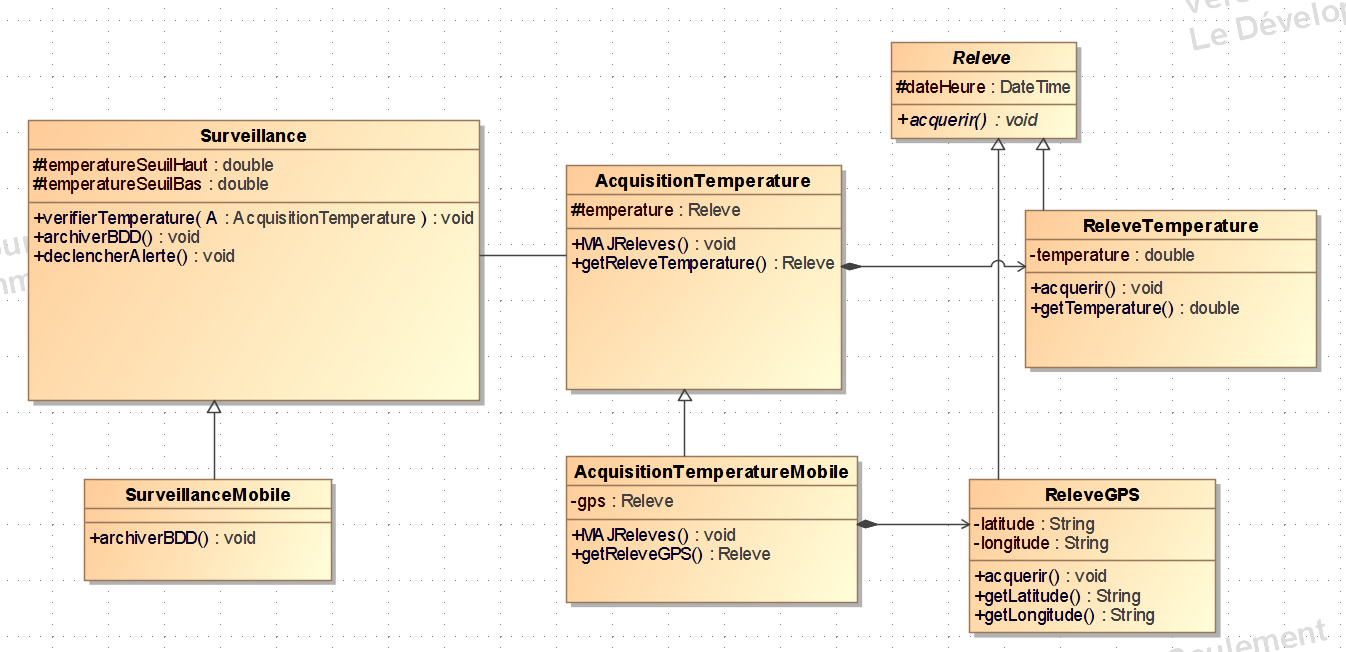 Le Dévelo
Releve
#dateHeure : DateTime
+acquerir() : void
Surveillance
#temperatureSeuilHaut : double
#temperatureSeuilBas : double
+verifierTemperature( A : AcquisitionTemperature ) : void
+archiverBDD() : void
+declencherAlerte() : void
AcquisitionTemperature
#temperature : Releve
+MAJReleves() : void
+getReleveTemperature() : Releve
ReleveTemperature
-temperature : double
+acquerir() : void
+getTemperature() : double
SurveillanceMobile
+archiverBDD() : void
AcquisitionTemperatureMobile
-gps : Releve
+MAJReleves() : void
+getReleveGPS() : Releve
ReleveGPS
-latitude : String
-longitude : String
+acquerir() : void
+getLatitude() : String
+getLongitude() : String